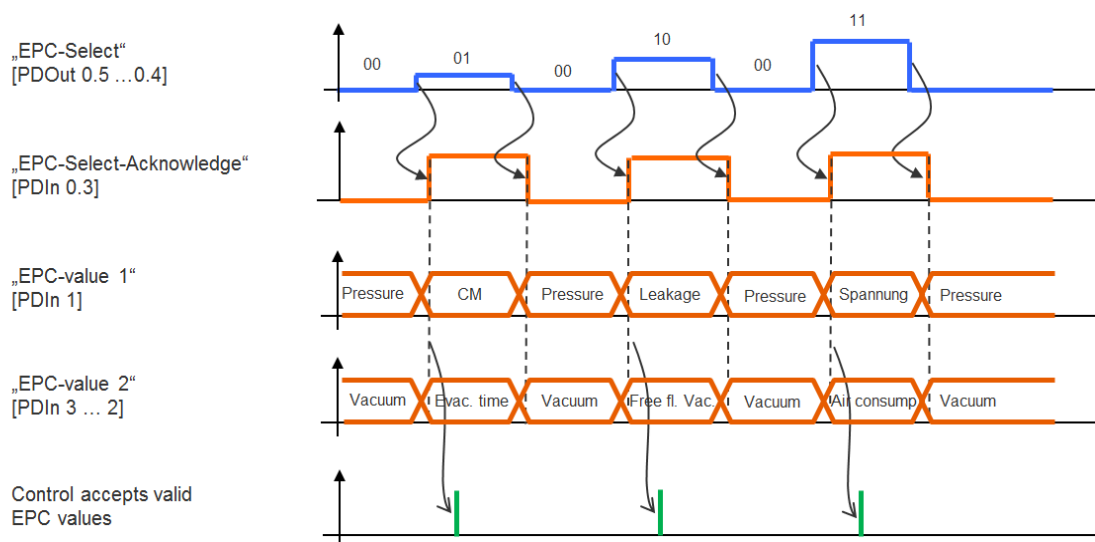 „EPC-Select“
[PDOut 0.5 …0.4]
00 01 00 10 00 11
„EPC-Select-Acknowledge“
[PDIn 0.3]
„EPC-value 1“
[PDIn 1]
Pressure CM Pressure Leakage Pressure Spannung Pressure
„EPC-value 2“
[PDIn 3 … 2]
Vacuum Evac. time Vacuum Free fl. Vac. Vacuum Air consump Vacuum
Control accepts valid
EPC values